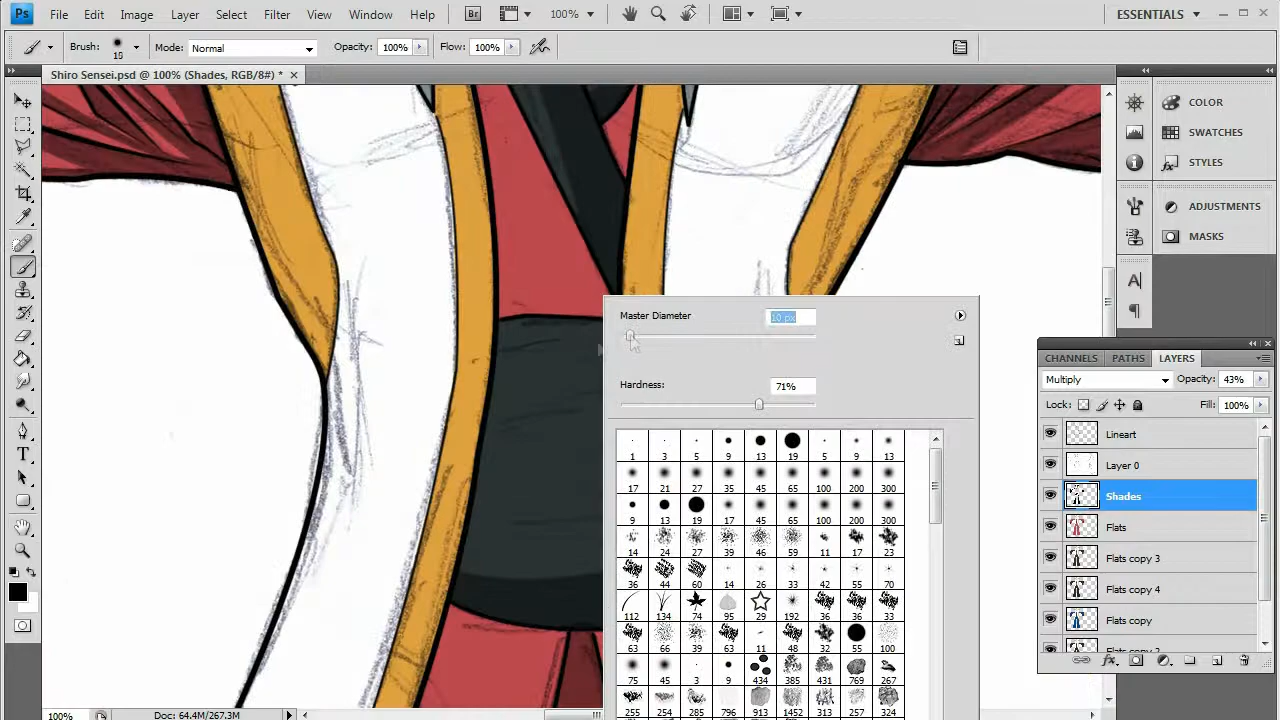 Ps File Edit Image Layer Select Filter View Window Help Br 100% ESSENTIALS
Brush: 19 Mode: Normal Opacity: 100% Flow: 100%
Shiro Sensei.psd @ 100% (Shades, RGB/8#) *
COLOR
SWATCHES
STYLES
ADJUSTMENTS
MASKS
Master Diameter 10 px
Hardness: 71%
1 3 5 9 13 19 5 9 13
17 21 27 35 45 65 100 200 300
9 13 19 17 45 65 100 200 300
14 24 27 39 46 59 11 17 23
36 44 60 14 26 33 42 55 70
112 134 74 95 29 192 36 36 33
63 66 39 63 11 48 32 55 100
75 45 3 9 434 385 431 769 267
255 254 285 796 913 1452 313 257 324
CHANNELS PATHS LAYERS
Multiply Opacity: 43%
Lock: Fill: 100%
Lineart
Layer 0
Shades
Flats
Flats copy 3
Flats copy 4
Flats copy
100% Doc: 64.4M/267.3M